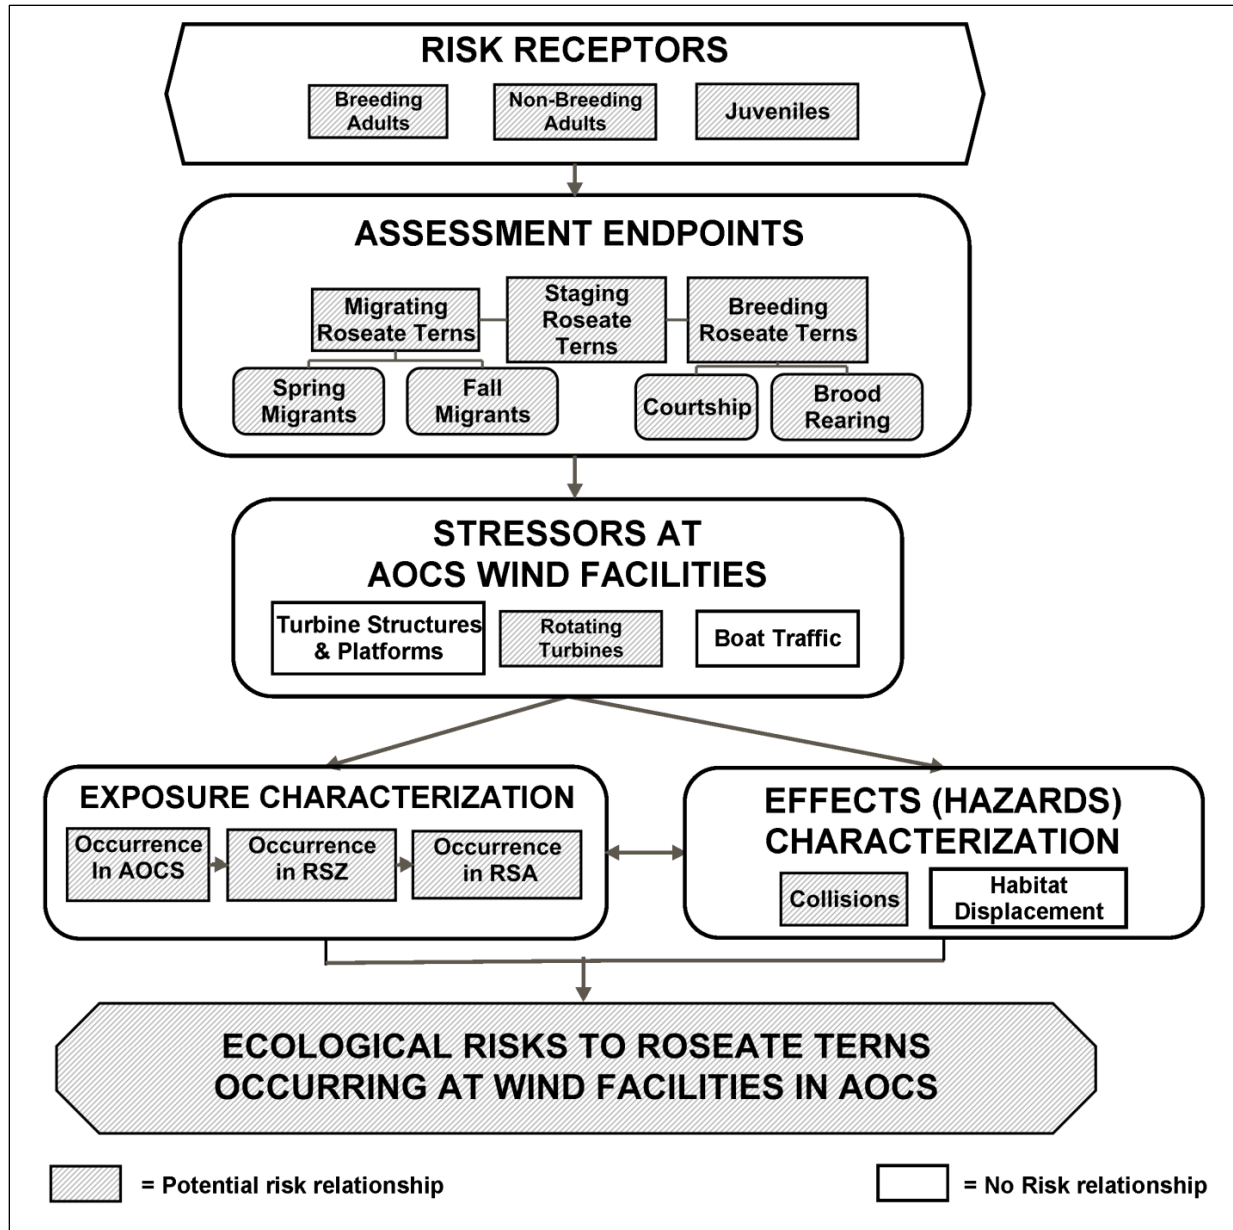 RISK RECEPTORS
Breeding
Adults
Non-Breeding
Adults
Juveniles
ASSESSMENT ENDPOINTS
Migrating
Roseate Terns
Staging
Roseate
Terns
Breeding
Roseate Terns
Spring
Migrants
Fall
Migrants
Courtship
Brood
Rearing
STRESSORS AT
AOCS WIND FACILITIES
Turbine Structures
& Platforms
Rotating
Turbines
Boat Traffic
EXPOSURE CHARACTERIZATION
Occurrence
In AOCS
Occurrence
in RSZ
Occurrence
in RSA
EFFECTS (HAZARDS)
CHARACTERIZATION
Collisions
Habitat
Displacement
ECOLOGICAL RISKS TO ROSEATE TERNS
OCCURRING AT WIND FACILITIES IN AOCS
= Potential risk relationship
= No Risk relationship